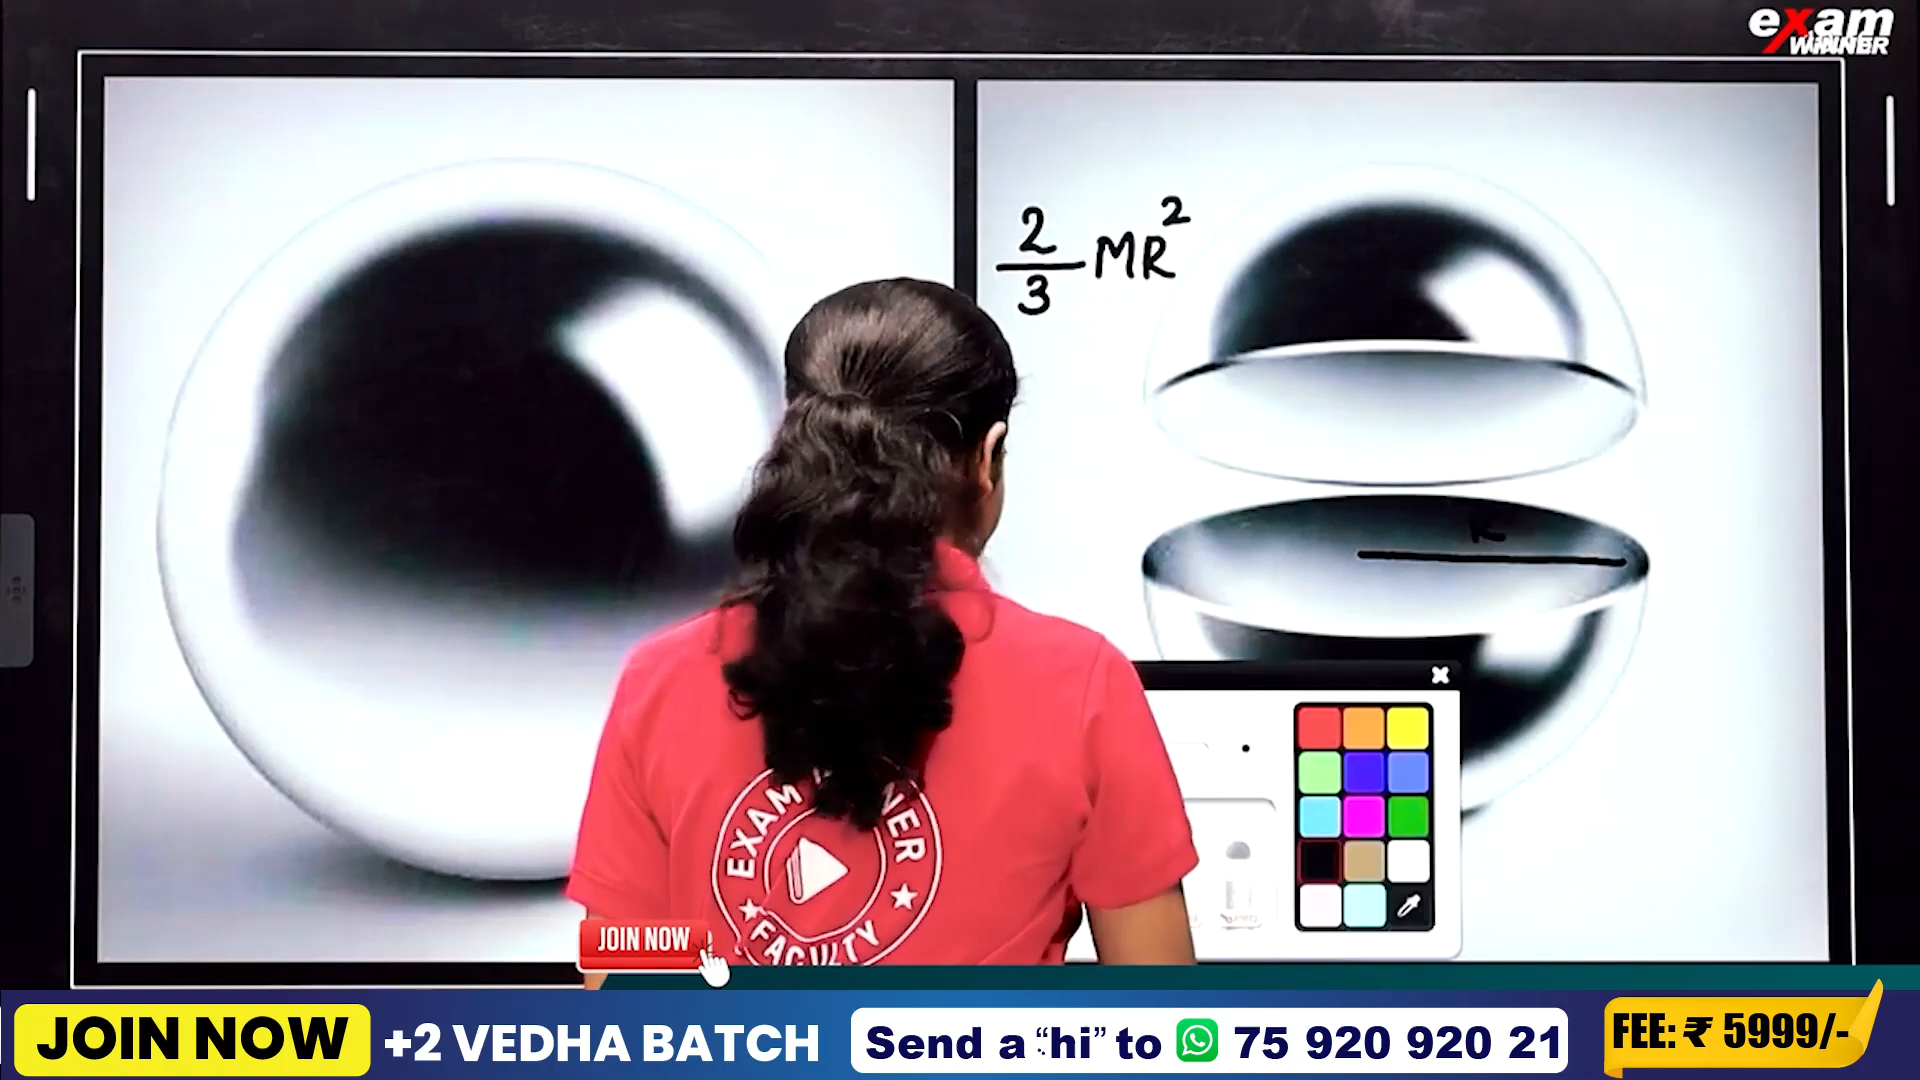 exam
WINNER
2/3 MR²
R
EXAM WINNER
FACULTY
JOIN NOW
JOIN NOW +2 VEDHA BATCH Send a “hi” to 75 920 920 21 FEE: ₹ 5999/-